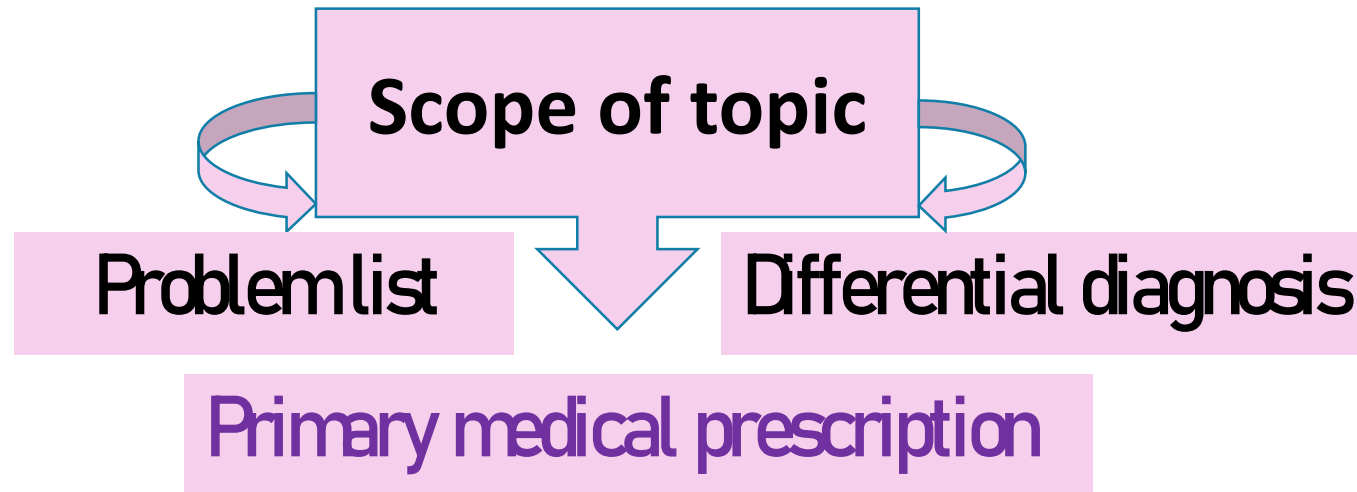 Scope of topic
Problem list
Differential diagnosis
Primary medical prescription